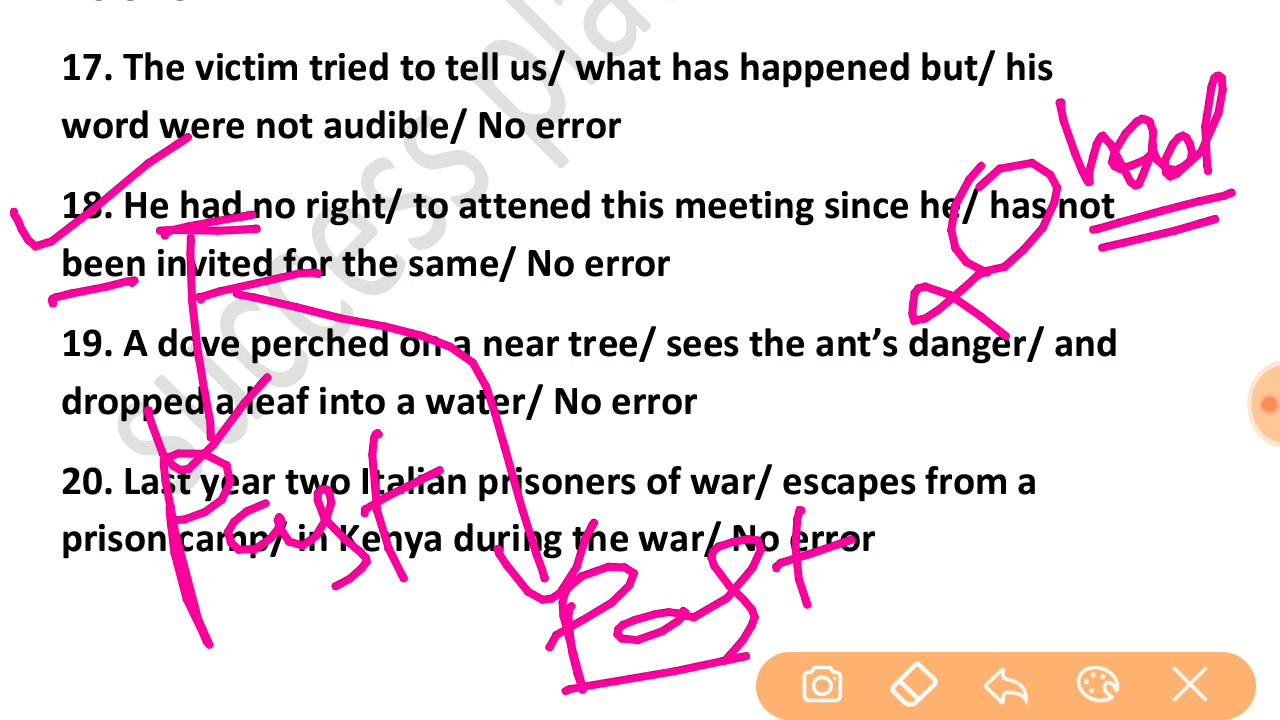 17. The victim tried to tell us/ what has happened but/ his
word were not audible/ No error
had
18. He had no right/ to attened this meeting since he/ has not
been invited for the same/ No error
19. A dove perched on a near tree/ sees the ant’s danger/ and
dropped a leaf into a water/ No error
20. Last year two Italian prisoners of war/ escapes from a
prison camp/ in Kenya during the war/ No error
Past
Past
success pla